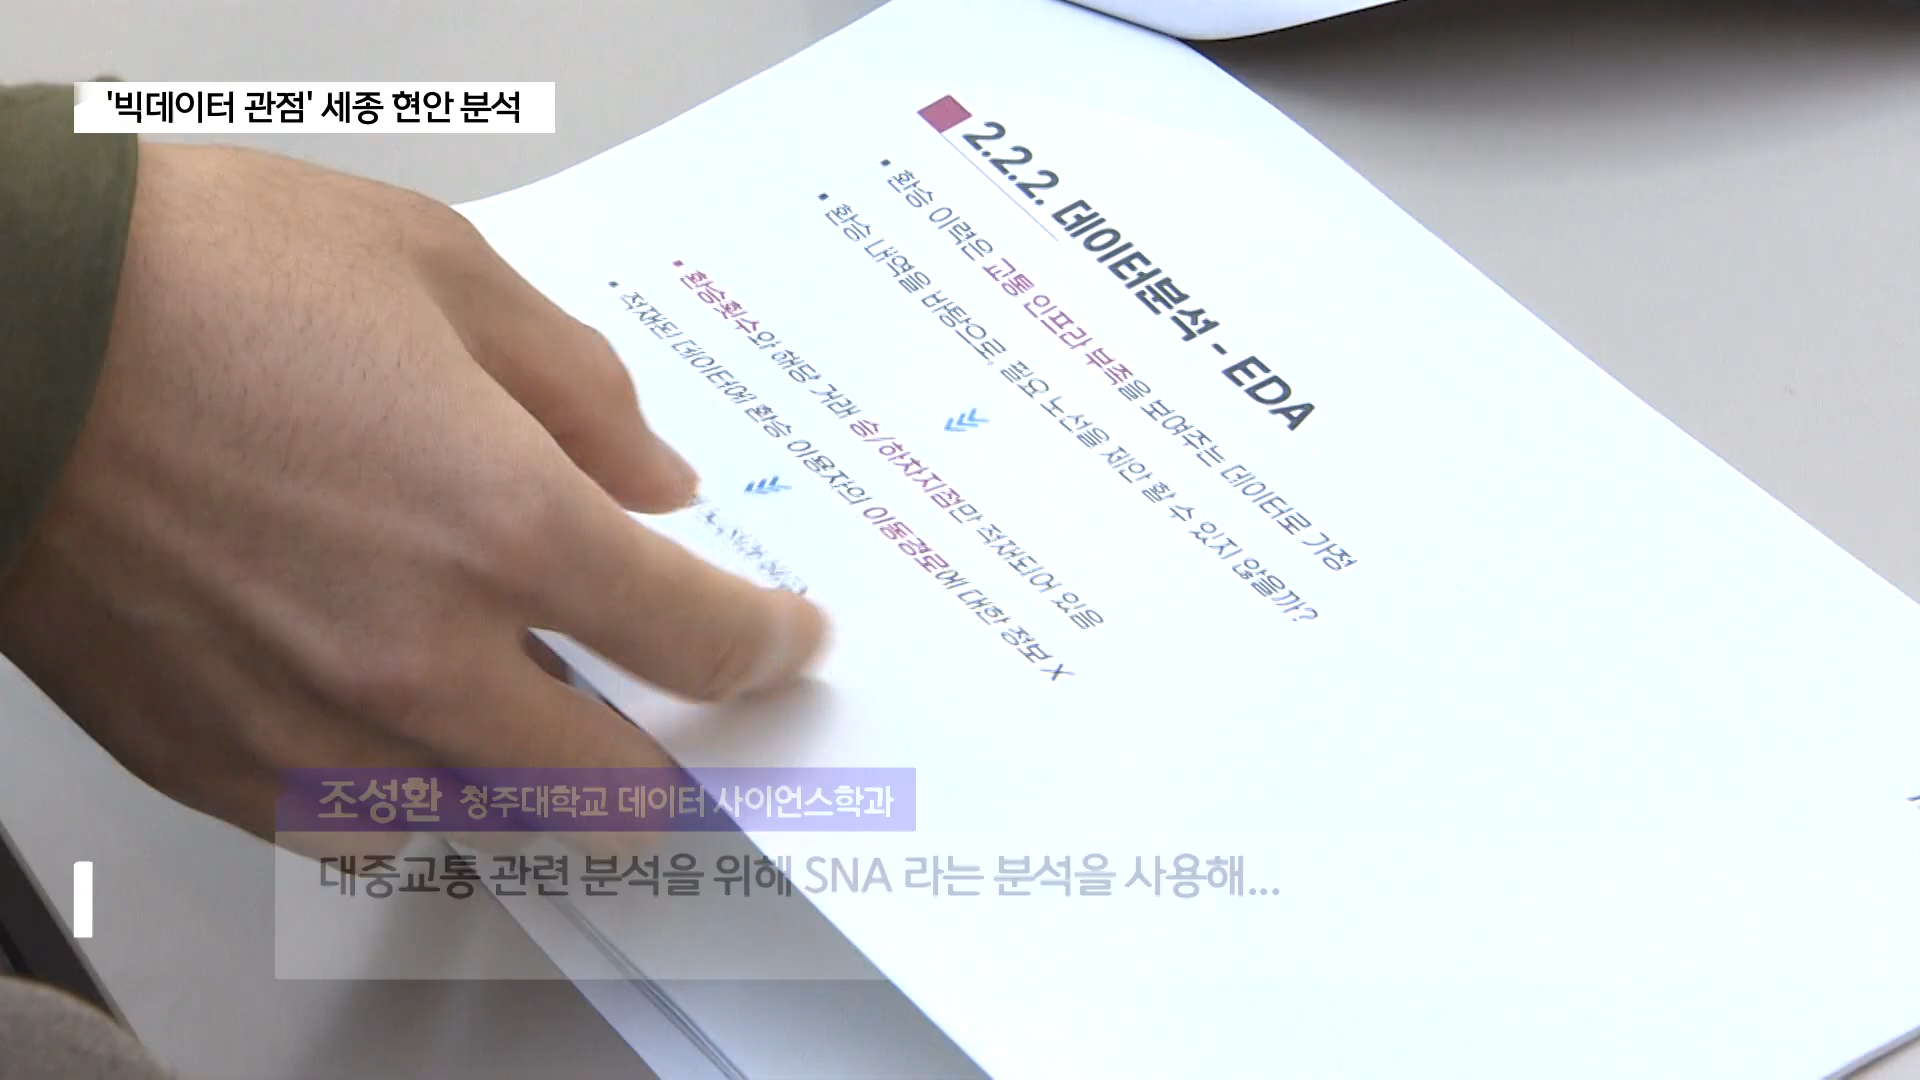 '빅데이터 관점' 세종 현안 분석
2.2.2. 데이터분석 - EDA
환승 이력은 교통 인프라 부족을 보여주는 데이터로 가정
환승 내역을 바탕으로, 필요 노선을 제안 할 수 있지 않을까?
환승횟수와 해당 거래 승/하차지점만 적재되어 있음
적재된 데이터에 환승 이용자의 이동경로에 대한 정보 X
조성환 청주대학교 데이터 사이언스학과
대중교통 관련 분석을 위해 SNA 라는 분석을 사용해...